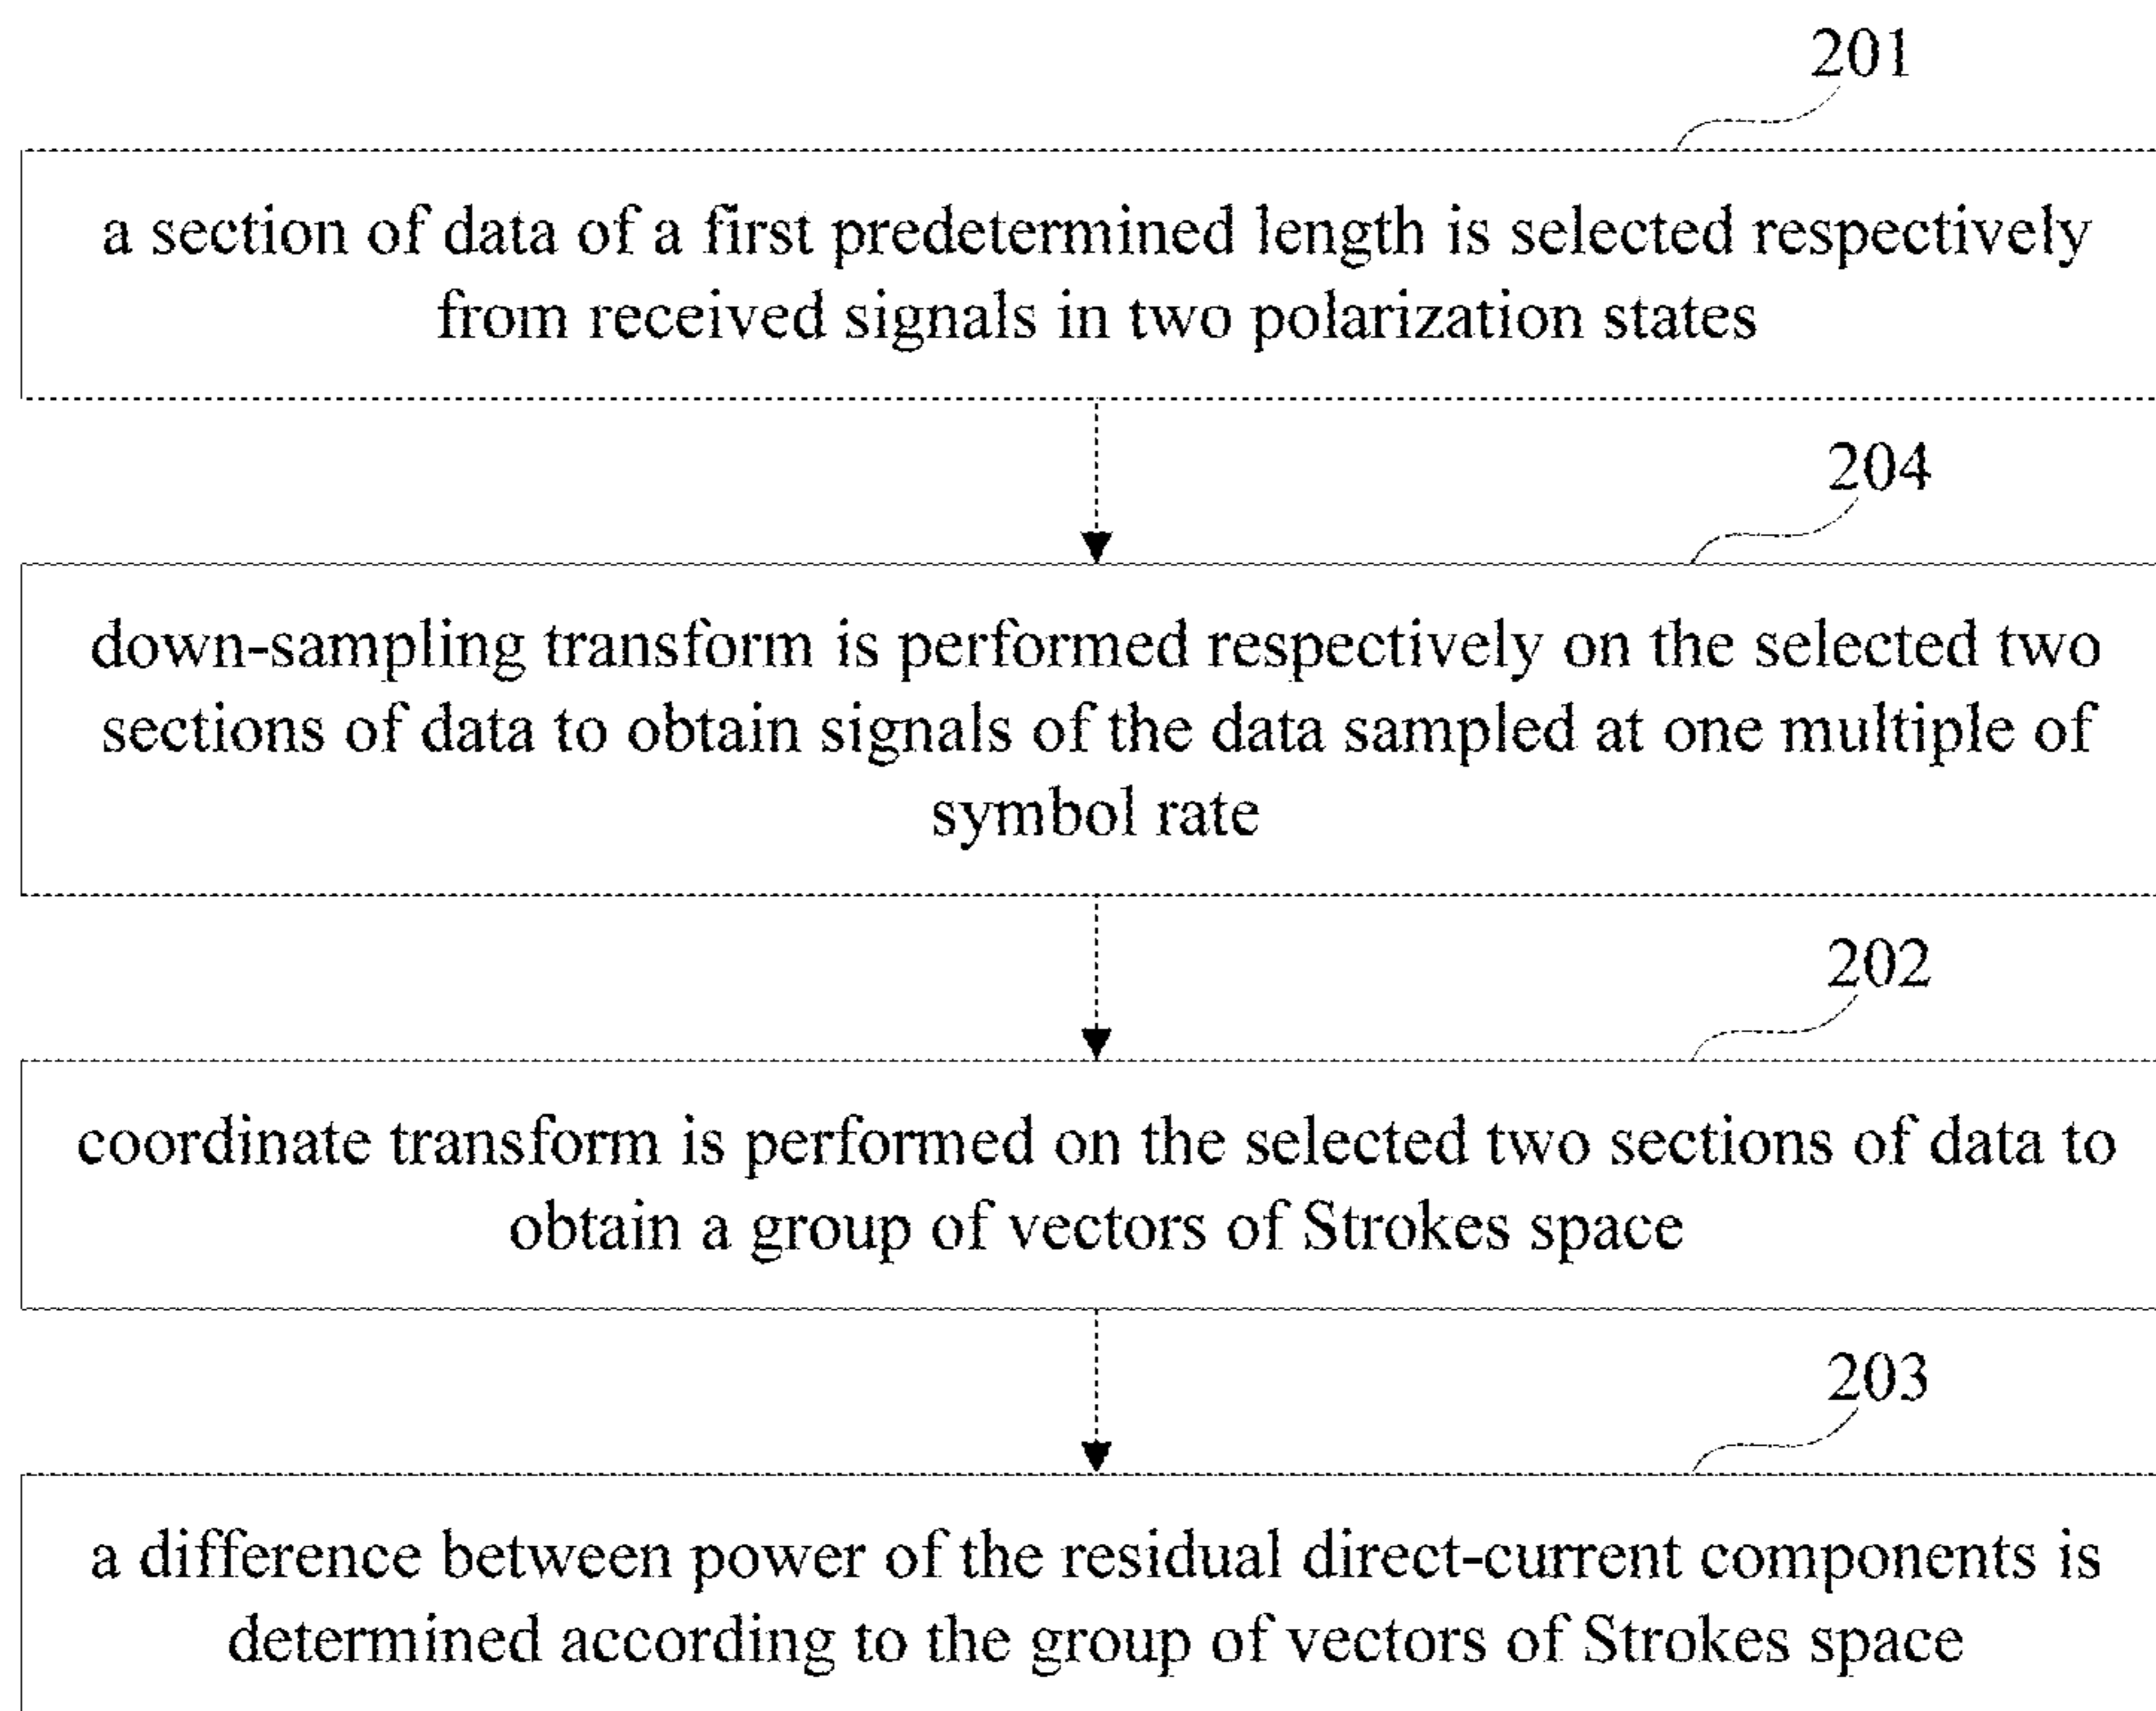 201
a section of data of a first predetermined length is selected respectively
from received signals in two polarization states
204
down-sampling transform is performed respectively on the selected two
sections of data to obtain signals of the data sampled at one multiple of
symbol rate
202
coordinate transform is performed on the selected two sections of data to
obtain a group of vectors of Strokes space
203
a difference between power of the residual direct-current components is
determined according to the group of vectors of Strokes space